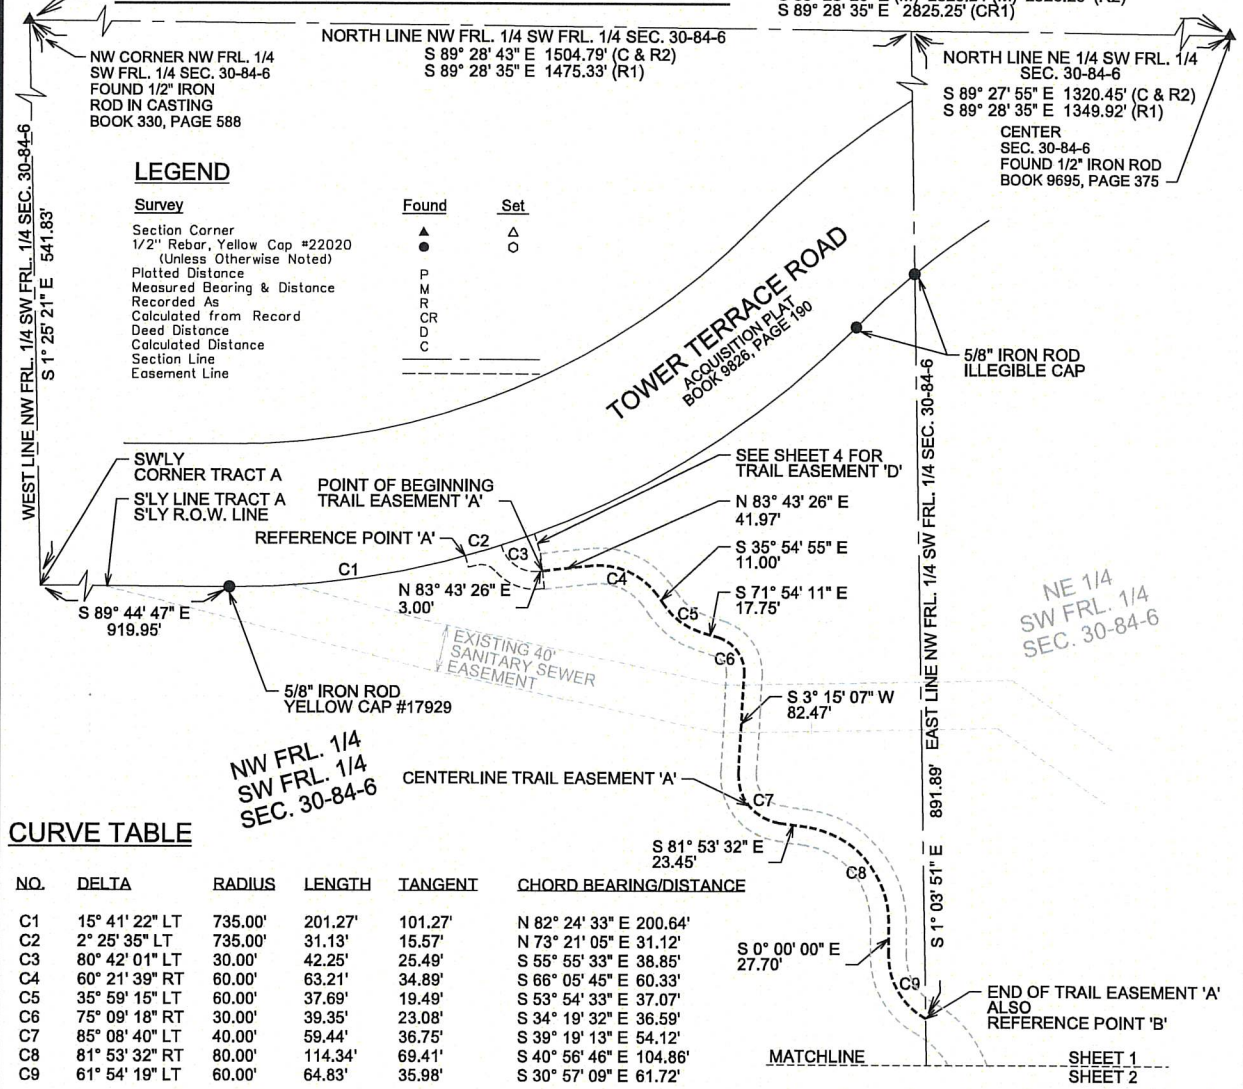 S 89° 28' 35" E 2825.25' (CR1)
NORTH LINE NW FRL. 1/4 SW FRL. 1/4 SEC. 30-84-6
S 89° 28' 43" E 1504.79' (C & R2)
S 89° 28' 35" E 1475.33' (R1)
NW CORNER NW FRL. 1/4
SW FRL. 1/4 SEC. 30-84-6
FOUND 1/2" IRON
ROD IN CASTING
BOOK 330, PAGE 588
NORTH LINE NE 1/4 SW FRL. 1/4
SEC. 30-84-6
S 89° 27' 55" E 1320.45' (C & R2)
S 89° 28' 35" E 1349.92' (R1)
CENTER
SEC. 30-84-6
FOUND 1/2" IRON ROD
BOOK 9695, PAGE 375
WEST LINE NW FRL. 1/4 SW FRL. 1/4 SEC. 30-84-6
S 1° 25' 21" E 541.83'
LEGEND
Survey Found Set
Section Corner
1/2" Rebar, Yellow Cap #22020
(Unless Otherwise Noted)
Platted Distance P
Measured Bearing & Distance M
Recorded As R
Calculated from Record CR
Deed Distance D
Calculated Distance C
Section Line
Easement Line
TOWER TERRACE ROAD
ACQUISITION PLAT
BOOK 9826, PAGE 190
5/8" IRON ROD
ILLEGIBLE CAP
SW'LY
CORNER TRACT A
S'LY LINE TRACT A
S'LY R.O.W. LINE
POINT OF BEGINNING
TRAIL EASEMENT 'A'
REFERENCE POINT 'A'
SEE SHEET 4 FOR
TRAIL EASEMENT 'D'
N 83° 43' 26" E
41.97'
S 35° 54' 55" E
11.00'
S 71° 54' 11" E
17.75'
C1
C2
C3
C4
C5
C6
N 83° 43' 26" E
3.00'
S 89° 44' 47" E
919.95'
EXISTING 40'
SANITARY SEWER
EASEMENT
5/8" IRON ROD
YELLOW CAP #17929
NE 1/4
SW FRL. 1/4
SEC. 30-84-6
S 3° 15' 07" W
82.47'
NW FRL. 1/4
SW FRL. 1/4
SEC. 30-84-6
CENTERLINE TRAIL EASEMENT 'A'
C7
S 81° 53' 32" E
23.45'
C8
S 0° 00' 00" E
27.70'
C9
S 1° 03' 51" E 891.89' EAST LINE NW FRL. 1/4 SW FRL. 1/4 SEC. 30-84-6
END OF TRAIL EASEMENT 'A'
ALSO
REFERENCE POINT 'B'
MATCHLINE SHEET 1
SHEET 2
CURVE TABLE
NO. DELTA RADIUS LENGTH TANGENT CHORD BEARING/DISTANCE
C1 15° 41' 22" LT 735.00' 201.27' 101.27' N 82° 24' 33" E 200.64'
C2 2° 25' 35" LT 735.00' 31.13' 15.57' N 73° 21' 05" E 31.12'
C3 80° 42' 01" LT 30.00' 42.25' 25.49' S 55° 55' 33" E 38.85'
C4 60° 21' 39" RT 60.00' 63.21' 34.89' S 66° 05' 45" E 60.33'
C5 35° 59' 15" LT 60.00' 37.69' 19.49' S 53° 54' 33" E 37.07'
C6 75° 09' 18" RT 30.00' 39.35' 23.08' S 34° 19' 32" E 36.59'
C7 85° 08' 40" LT 40.00' 59.44' 36.75' S 39° 19' 13" E 54.12'
C8 81° 53' 32" RT 80.00' 114.34' 69.41' S 40° 56' 46" E 104.86'
C9 61° 54' 19" LT 60.00' 64.83' 35.98' S 30° 57' 09" E 61.72'